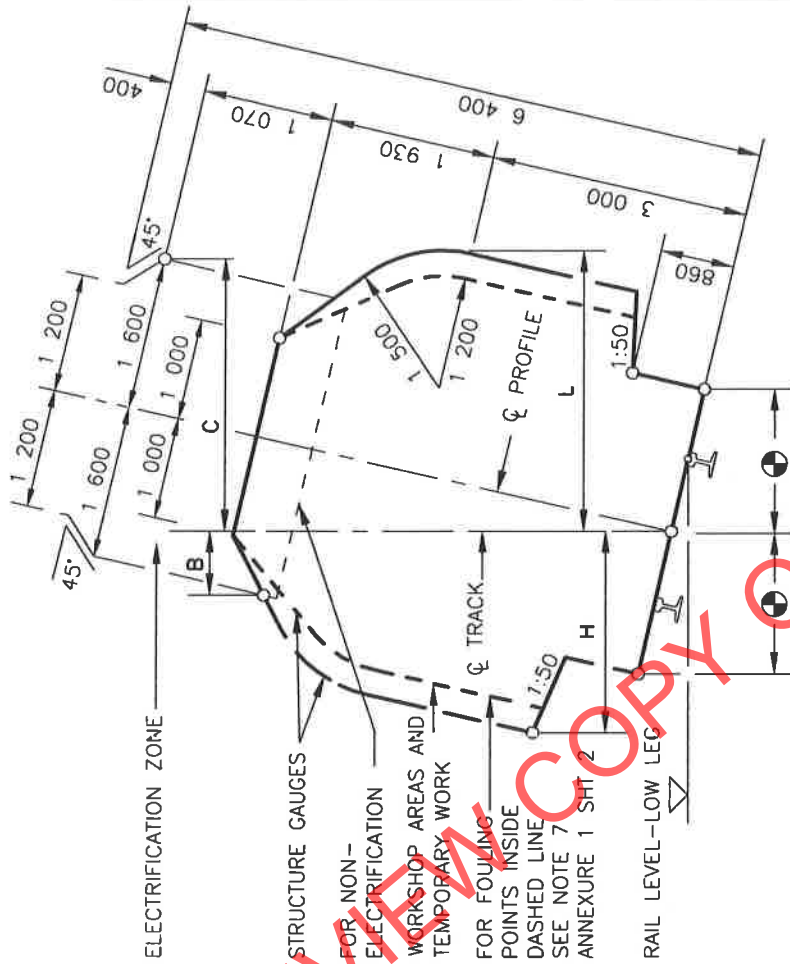 400
45°
1 200
1 200
1 600
1 600
1 000
1 000
45°
C
B
1 070
1 930
6 400
3 000
860
ELECTRIFICATION ZONE
STRUCTURE GAUGES
FOR NON-
ELECTRIFICATION
WORKSHOP AREAS AND
TEMPORARY WORK
FOR FOULING
POINTS INSIDE
DASHED LINE
SEE NOTE 7
ANNEXURE 1 SHT 2
RAIL LEVEL-LOW LEG
1 500
1 200
℄ PROFILE
L
℄ TRACK
H
1:50
1:50
VIEW COPY O